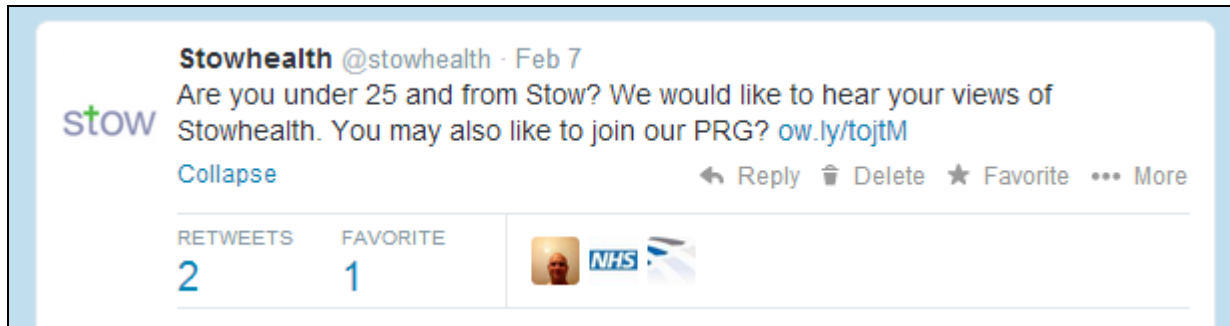 Stowhealth @stowhealth · Feb 7
stow
Are you under 25 and from Stow? We would like to hear your views of
Stowhealth. You may also like to join our PRG? ow.ly/tojtM
Collapse
Reply Delete Favorite More
RETWEETS FAVORITE
2 1
NHS